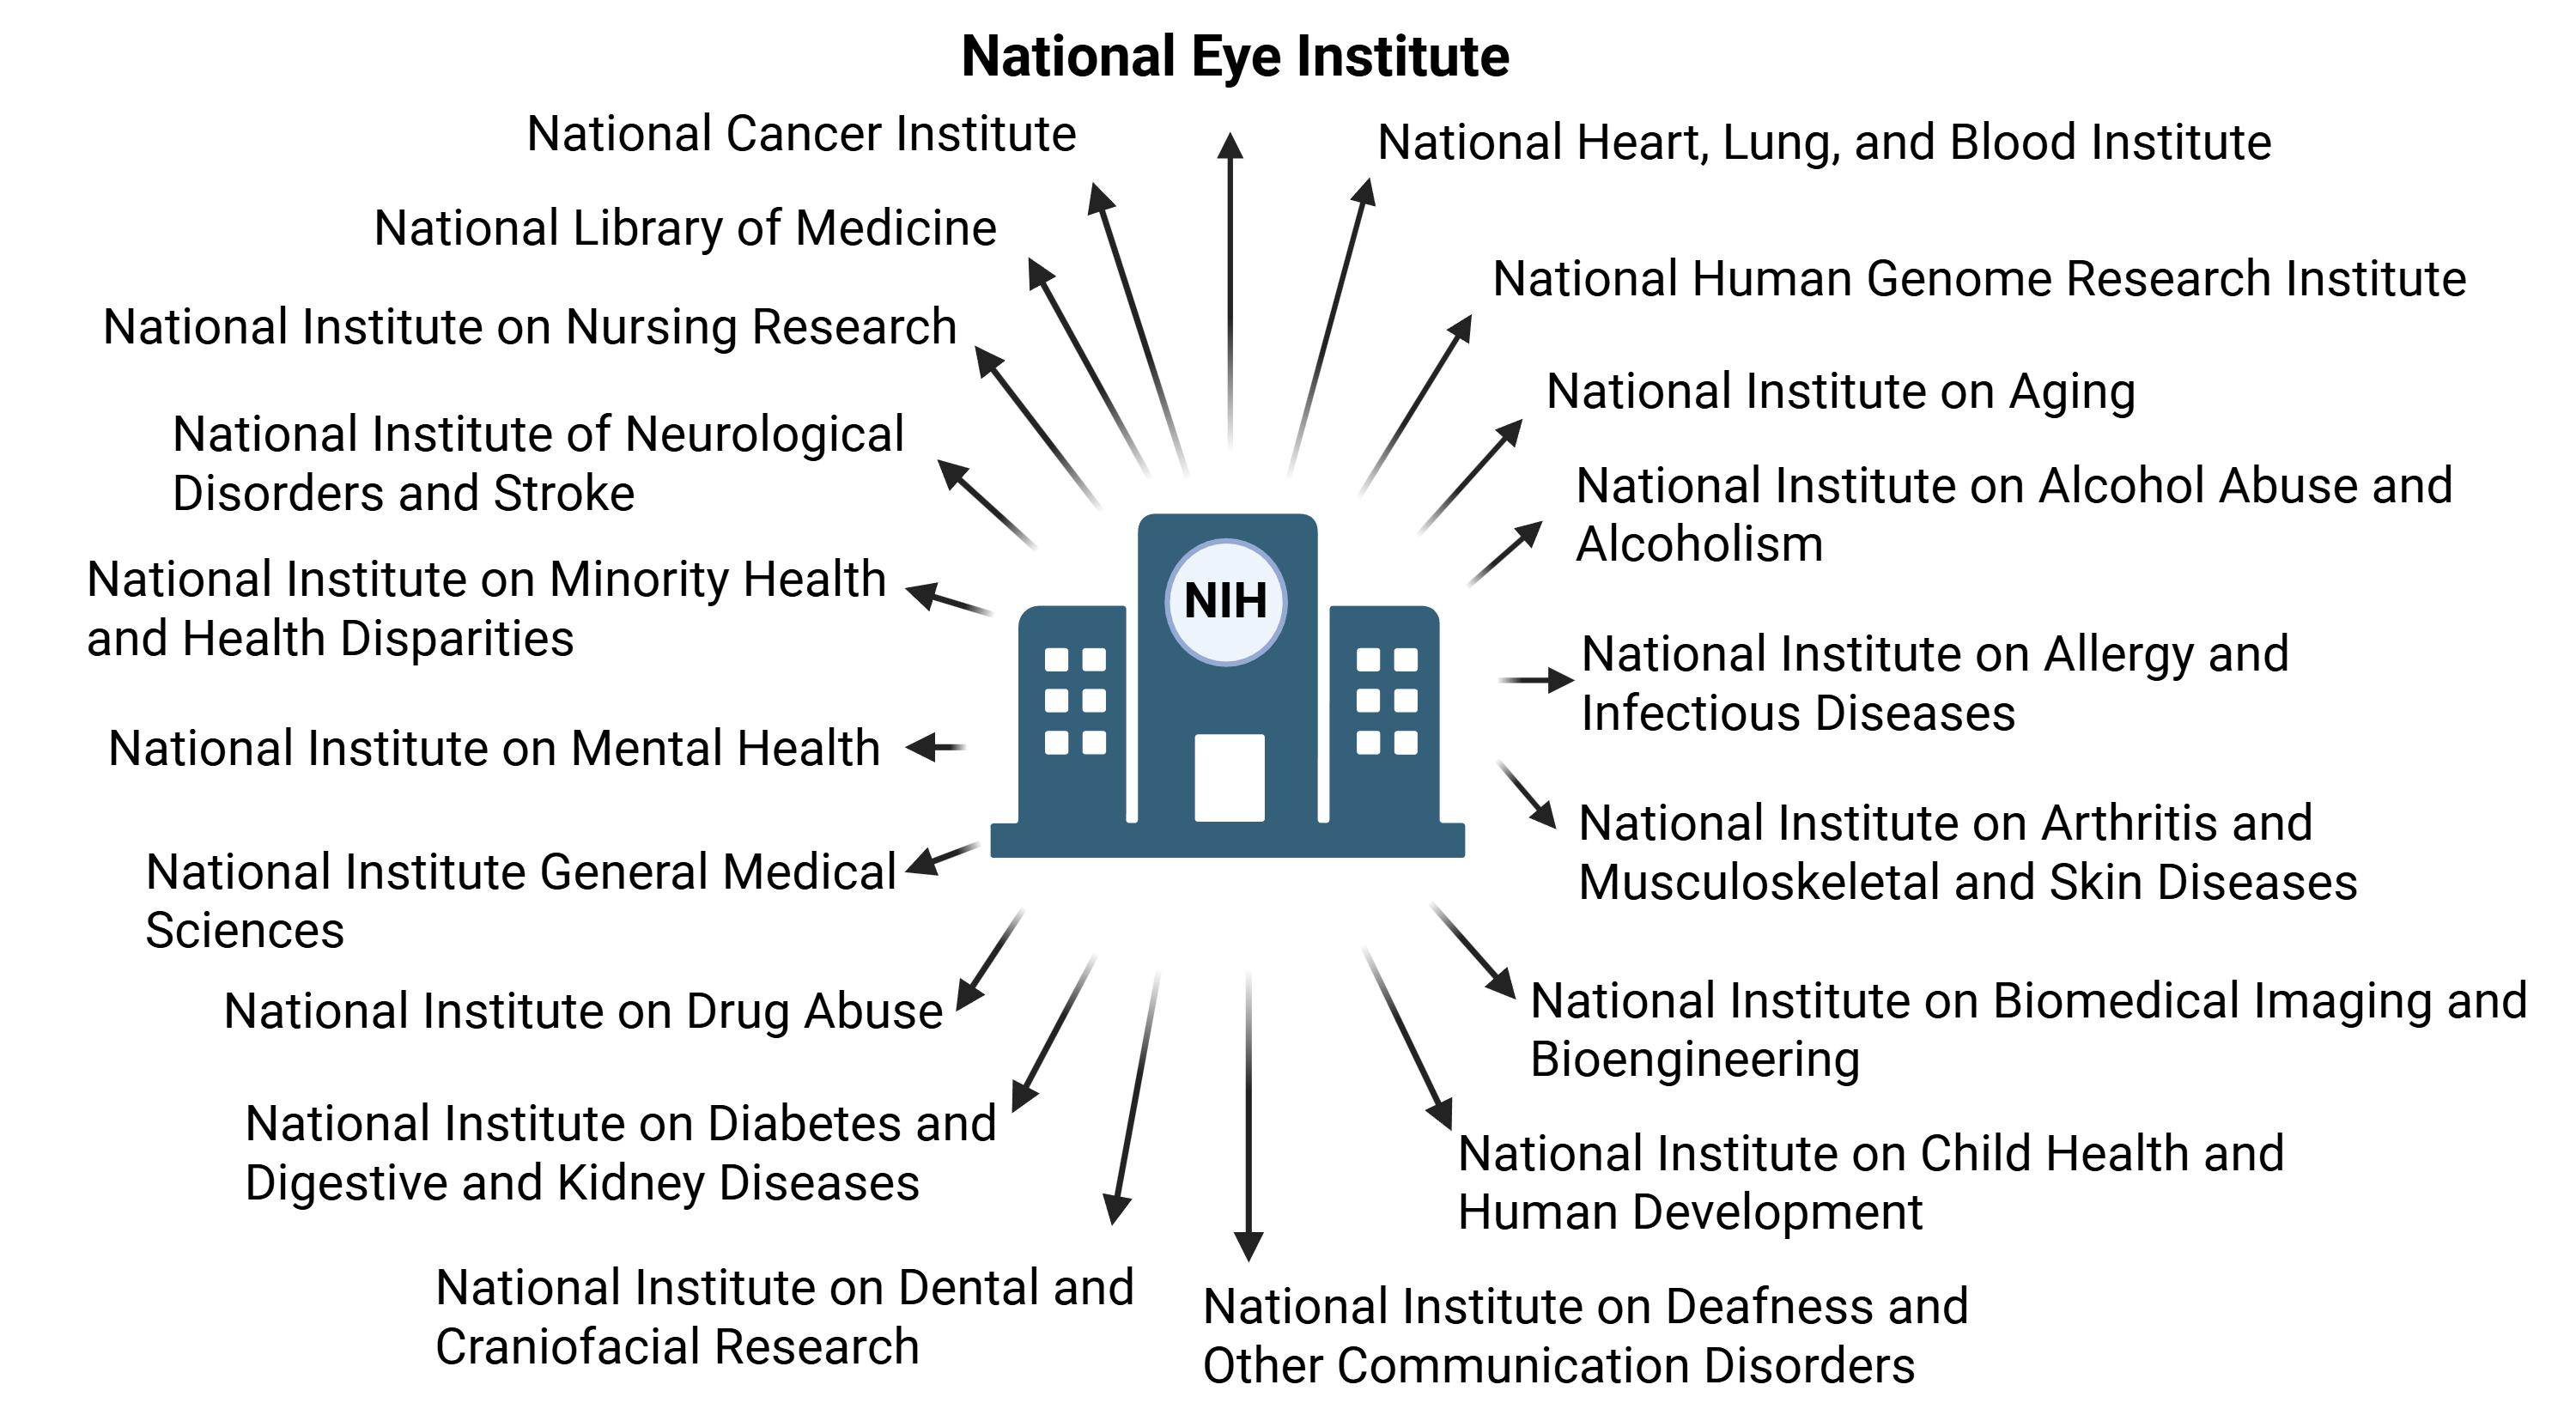 National Eye Institute
National Cancer Institute
National Heart, Lung, and Blood Institute
National Library of Medicine
National Human Genome Research Institute
National Institute on Nursing Research
National Institute on Aging
National Institute of Neurological
Disorders and Stroke
National Institute on Alcohol Abuse and
Alcoholism
National Institute on Minority Health
and Health Disparities
NIH
National Institute on Allergy and
Infectious Diseases
National Institute on Mental Health
National Institute on Arthritis and
Musculoskeletal and Skin Diseases
National Institute General Medical
Sciences
National Institute on Drug Abuse
National Institute on Biomedical Imaging and
Bioengineering
National Institute on Diabetes and
Digestive and Kidney Diseases
National Institute on Child Health and
Human Development
National Institute on Dental and
Craniofacial Research
National Institute on Deafness and
Other Communication Disorders